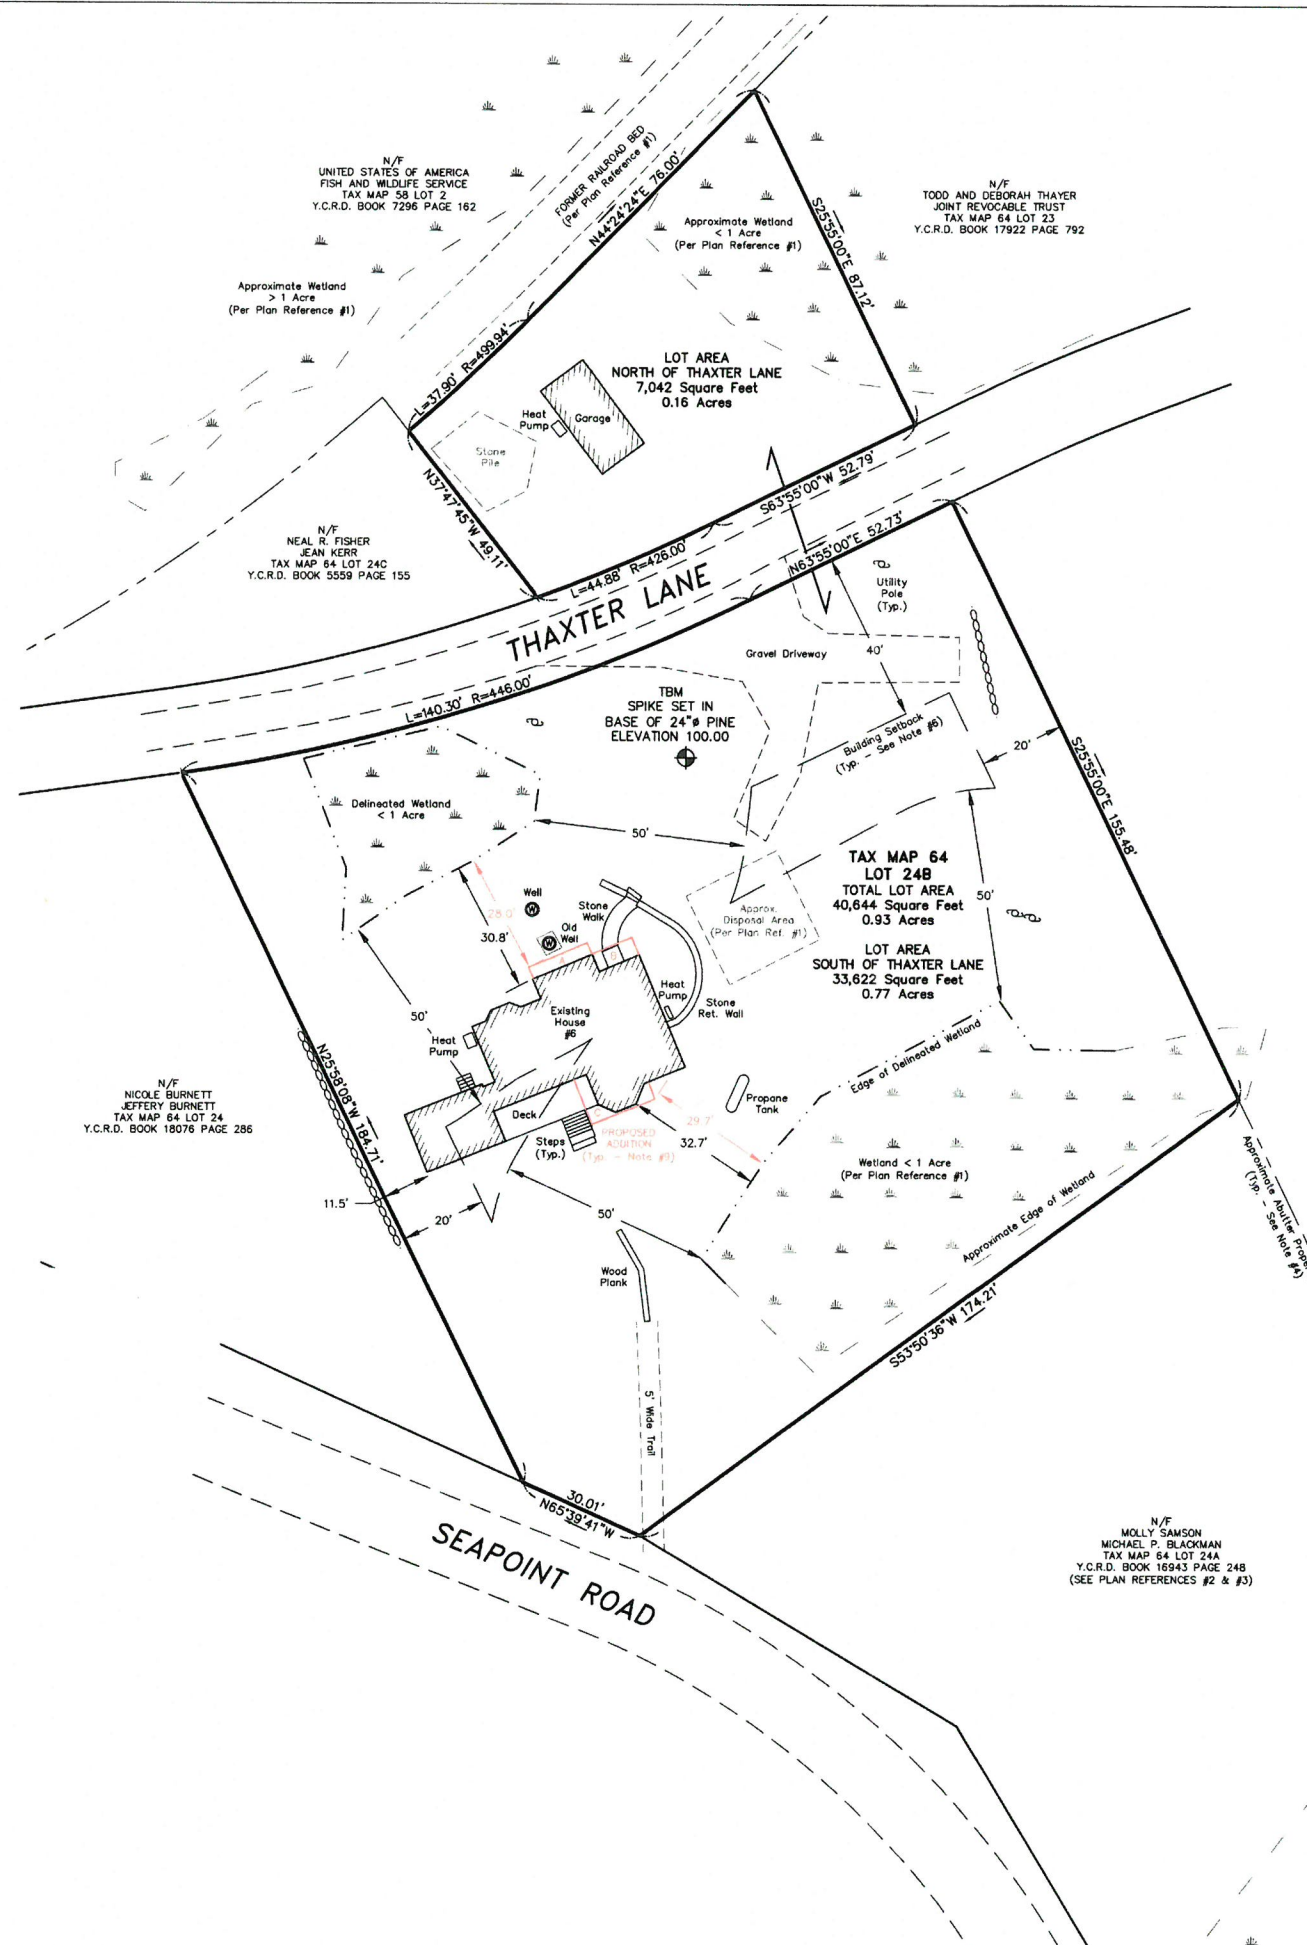 N/F
UNITED STATES OF AMERICA
FISH AND WILDLIFE SERVICE
TAX MAP 58 LOT 2
Y.C.R.D. BOOK 7296 PAGE 162
FORMER RAILROAD BED
(Per Plan Reference #1)
N44°24'24"E 76.00'
Approximate Wetland
< 1 Acre
(Per Plan Reference #1)
S25°55'00"E 87.12'
N/F
TODD AND DEBORAH THAYER
JOINT REVOCABLE TRUST
TAX MAP 64 LOT 23
Y.C.R.D. BOOK 17922 PAGE 792
Approximate Wetland
> 1 Acre
(Per Plan Reference #1)
L=37.90' R=499.94'
LOT AREA
NORTH OF THAXTER LANE
7,042 Square Feet
0.16 Acres
Heat
Pump
Garage
Stone
Pile
N37°47'45"W 49.11'
N/F
NEAL R. FISHER
JEAN KERR
TAX MAP 64 LOT 24C
Y.C.R.D. BOOK 5559 PAGE 155
S63°55'00"W 52.79'
L=44.88' R=426.00'
N63°55'00"E 52.73'
THAXTER LANE
Utility
Pole
(Typ.)
Gravel Driveway
40'
L=140.30' R=446.00'
TBM
SPIKE SET IN
BASE OF 24"ø PINE
ELEVATION 100.00
Building Setback
(Typ. - See Note #6)
20'
S25°55'00"E 155.48'
Delineated Wetland
< 1 Acre
50'
TAX MAP 64
LOT 24B
TOTAL LOT AREA
40,644 Square Feet
0.93 Acres
50'
LOT AREA
SOUTH OF THAXTER LANE
33,622 Square Feet
0.77 Acres
Well
W
Stone
Walk
28.0'
30.8'
Old
Well
W
Approx.
Disposal Area
(Per Plan Ref. #1)
A
B
Heat
Pump
Stone
Ret. Wall
Existing
House
#6
50'
Heat
Pump
Edge of Delineated Wetland
N25°58'08"W 184.71'
N/F
NICOLE BURNETT
JEFFERY BURNETT
TAX MAP 64 LOT 24
Y.C.R.D. BOOK 18076 PAGE 286
Deck
C
Propane
Tank
29.7'
32.7'
Steps
(Typ.)
PROPOSED
ADDITION
(Typ. - Note #9)
Wetland < 1 Acre
(Per Plan Reference #1)
Approximate Edge of Wetland
Approximate Abutter Prope
(Typ. - See Note #4)
11.5'
20'
50'
Wood
Plank
S53°50'36"W 174.21'
5' Wide Trail
30.01'
N65°39'41"W
SEAPOINT ROAD
N/F
MOLLY SAMSON
MICHAEL P. BLACKMAN
TAX MAP 64 LOT 24A
Y.C.R.D. BOOK 16943 PAGE 248
(SEE PLAN REFERENCES #2 & #3)